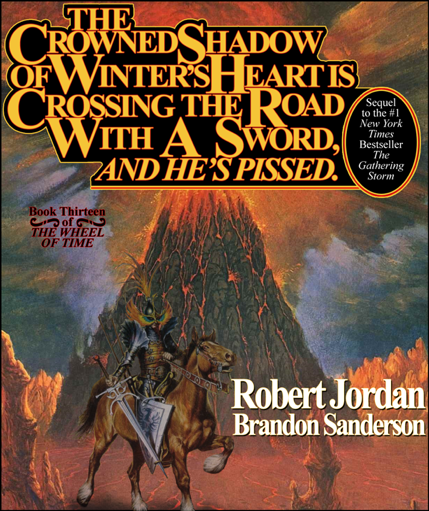 THE
CROWNED SHADOW
OF WINTER'S HEART IS
CROSSING THE ROAD
WITH A SWORD,
AND HE'S PISSED.
Sequel
to the #1
New York
Times
Bestseller
The
Gathering
Storm
Book Thirteen
of
THE WHEEL
OF TIME
Robert Jordan
Brandon Sanderson